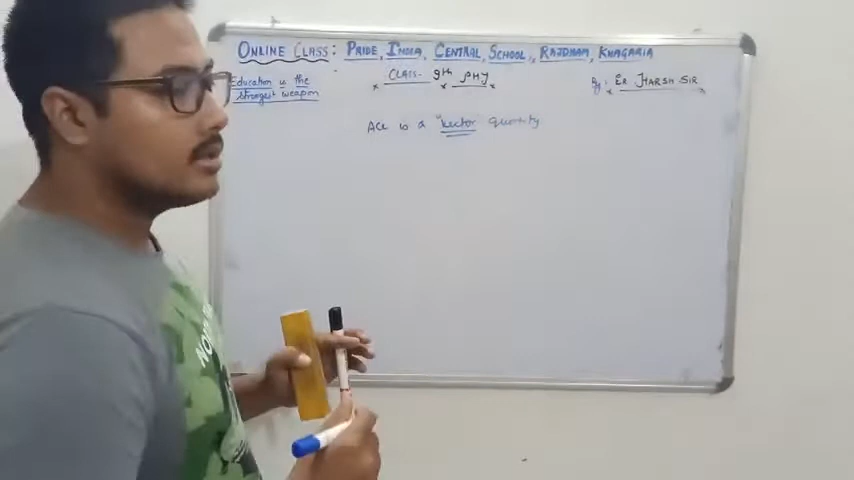 ONLINE CLASS: PRIDE INDIA, CENTRAL SCHOOL, RAJDHAM, KHAGARIA
Education is the strongest weapon
CLASS- 9th PHY
By: Er HARSH SIR
Acc is a "vector quantity
NO